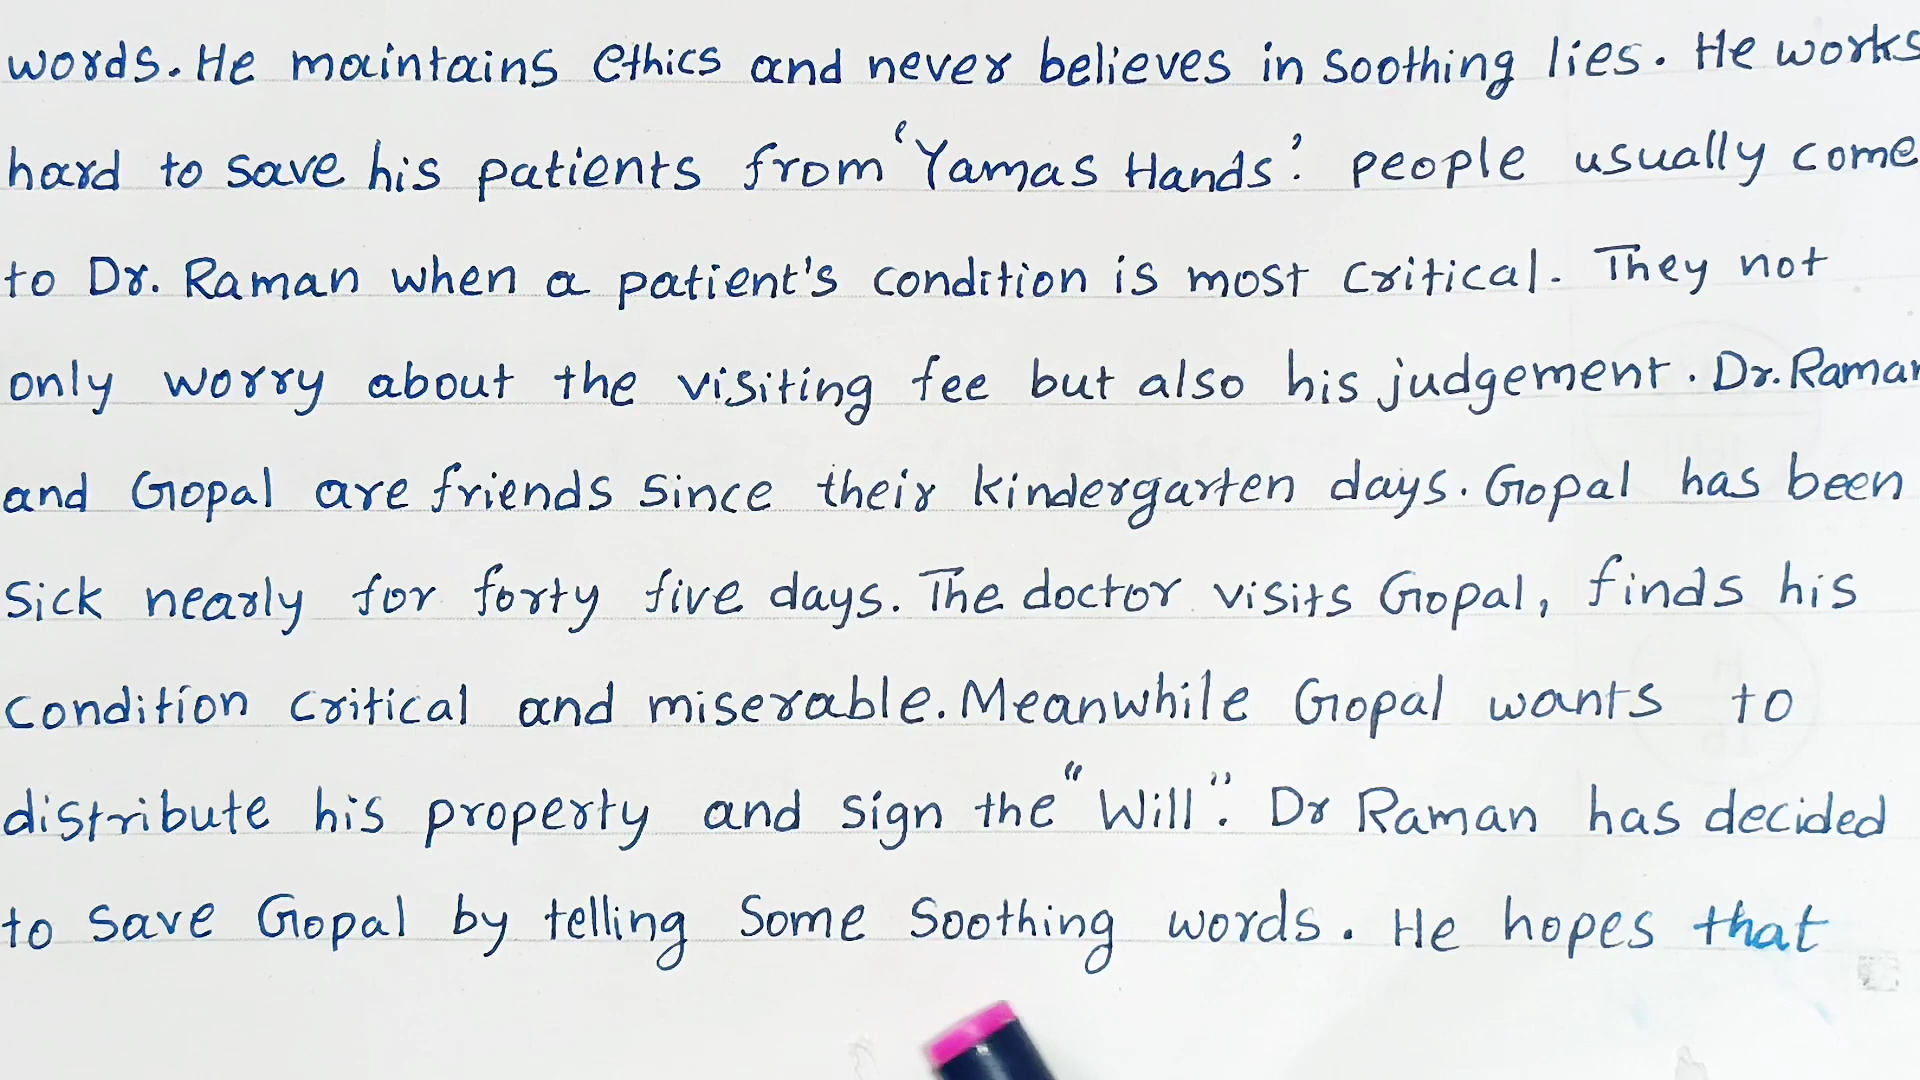 words. He maintains ethics and never believes in soothing lies. He works
hard to save his patients from 'Yamas Hands'. people usually come
to Dr. Raman when a patient's condition is most critical. They not
only worry about the visiting fee but also his judgement. Dr. Raman
and Gopal are friends since their kindergarten days. Gopal has been
sick nearly for forty five days. The doctor visits Gopal, finds his
condition critical and miserable. Meanwhile Gopal wants to
distribute his property and sign the "Will". Dr Raman has decided
to save Gopal by telling some soothing words. He hopes that